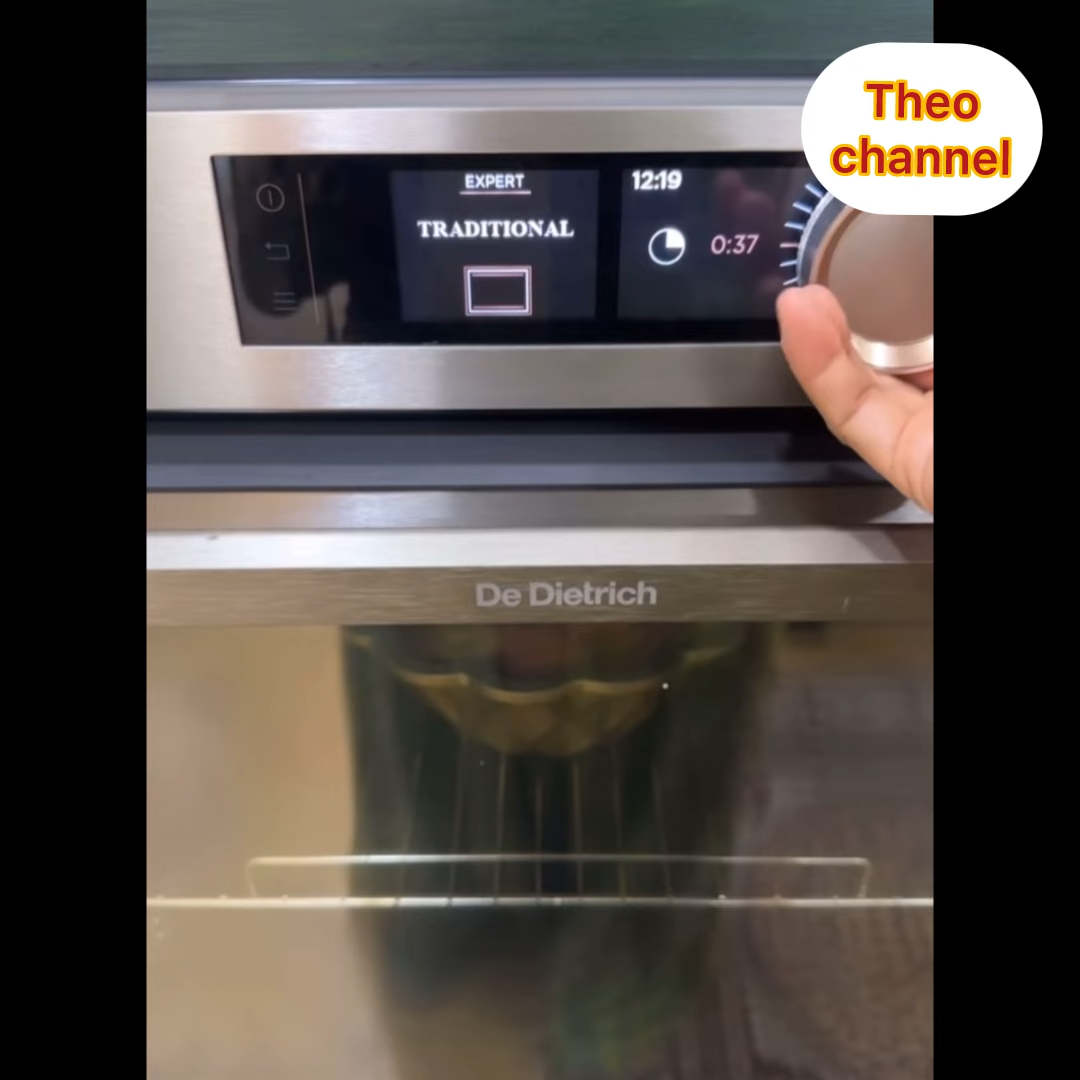 Theo
channel
EXPERT
TRADITIONAL
12:19
0:37
De Dietrich